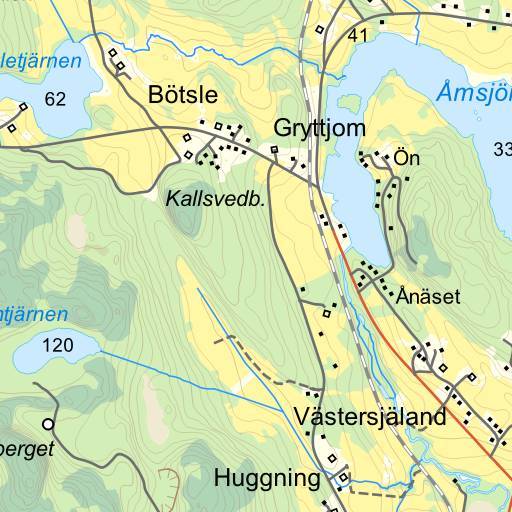 41
letjärnen
Åmsjö
62
Bötsle
Gryttjom
33
Ön
Kallsvedb.
Ånäset
ntjärnen
120
Västersjäland
berget
Huggning